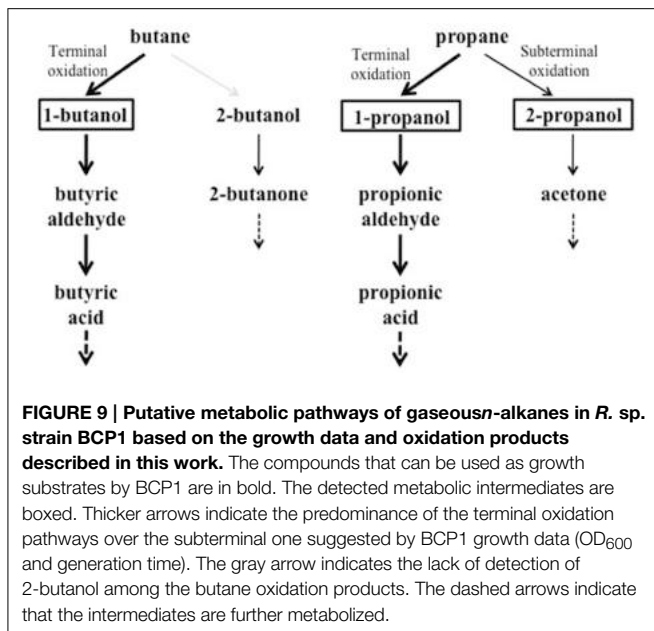 butane propane
Terminal oxidation Terminal oxidation Subterminal oxidation
1-butanol 2-butanol 1-propanol 2-propanol
butyric aldehyde 2-butanone propionic aldehyde acetone
butyric acid propionic acid
FIGURE 9 | Putative metabolic pathways of gaseousn-alkanes in R. sp.
strain BCP1 based on the growth data and oxidation products
described in this work. The compounds that can be used as growth
substrates by BCP1 are in bold. The detected metabolic intermediates are
boxed. Thicker arrows indicate the predominance of the terminal oxidation
pathways over the subterminal one suggested by BCP1 growth data (OD600
and generation time). The gray arrow indicates the lack of detection of
2-butanol among the butane oxidation products. The dashed arrows indicate
that the intermediates are further metabolized.